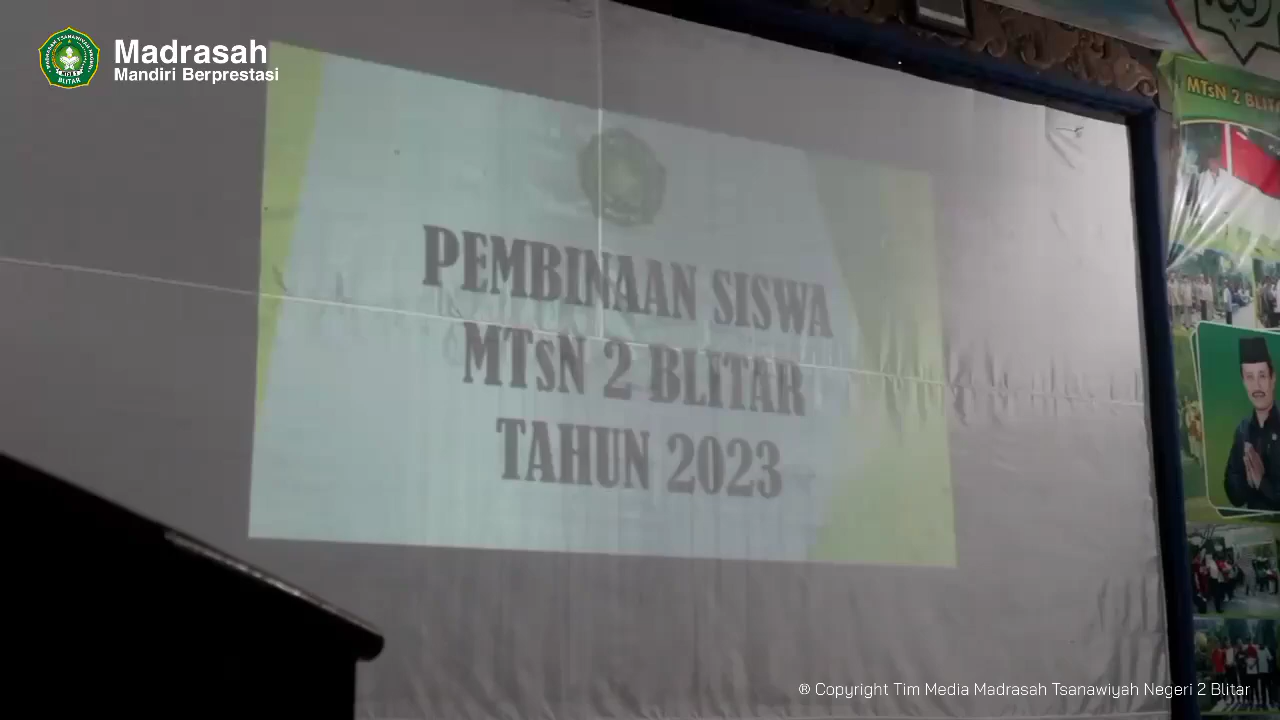 Madrasah
Mandiri Berprestasi
MTsN 2 BLIT
PEMBINAAN SISWA
MTsN 2 BLITAR
TAHUN 2023
® Copyright Tim Media Madrasah Tsanawiyah Negeri 2 Blitar